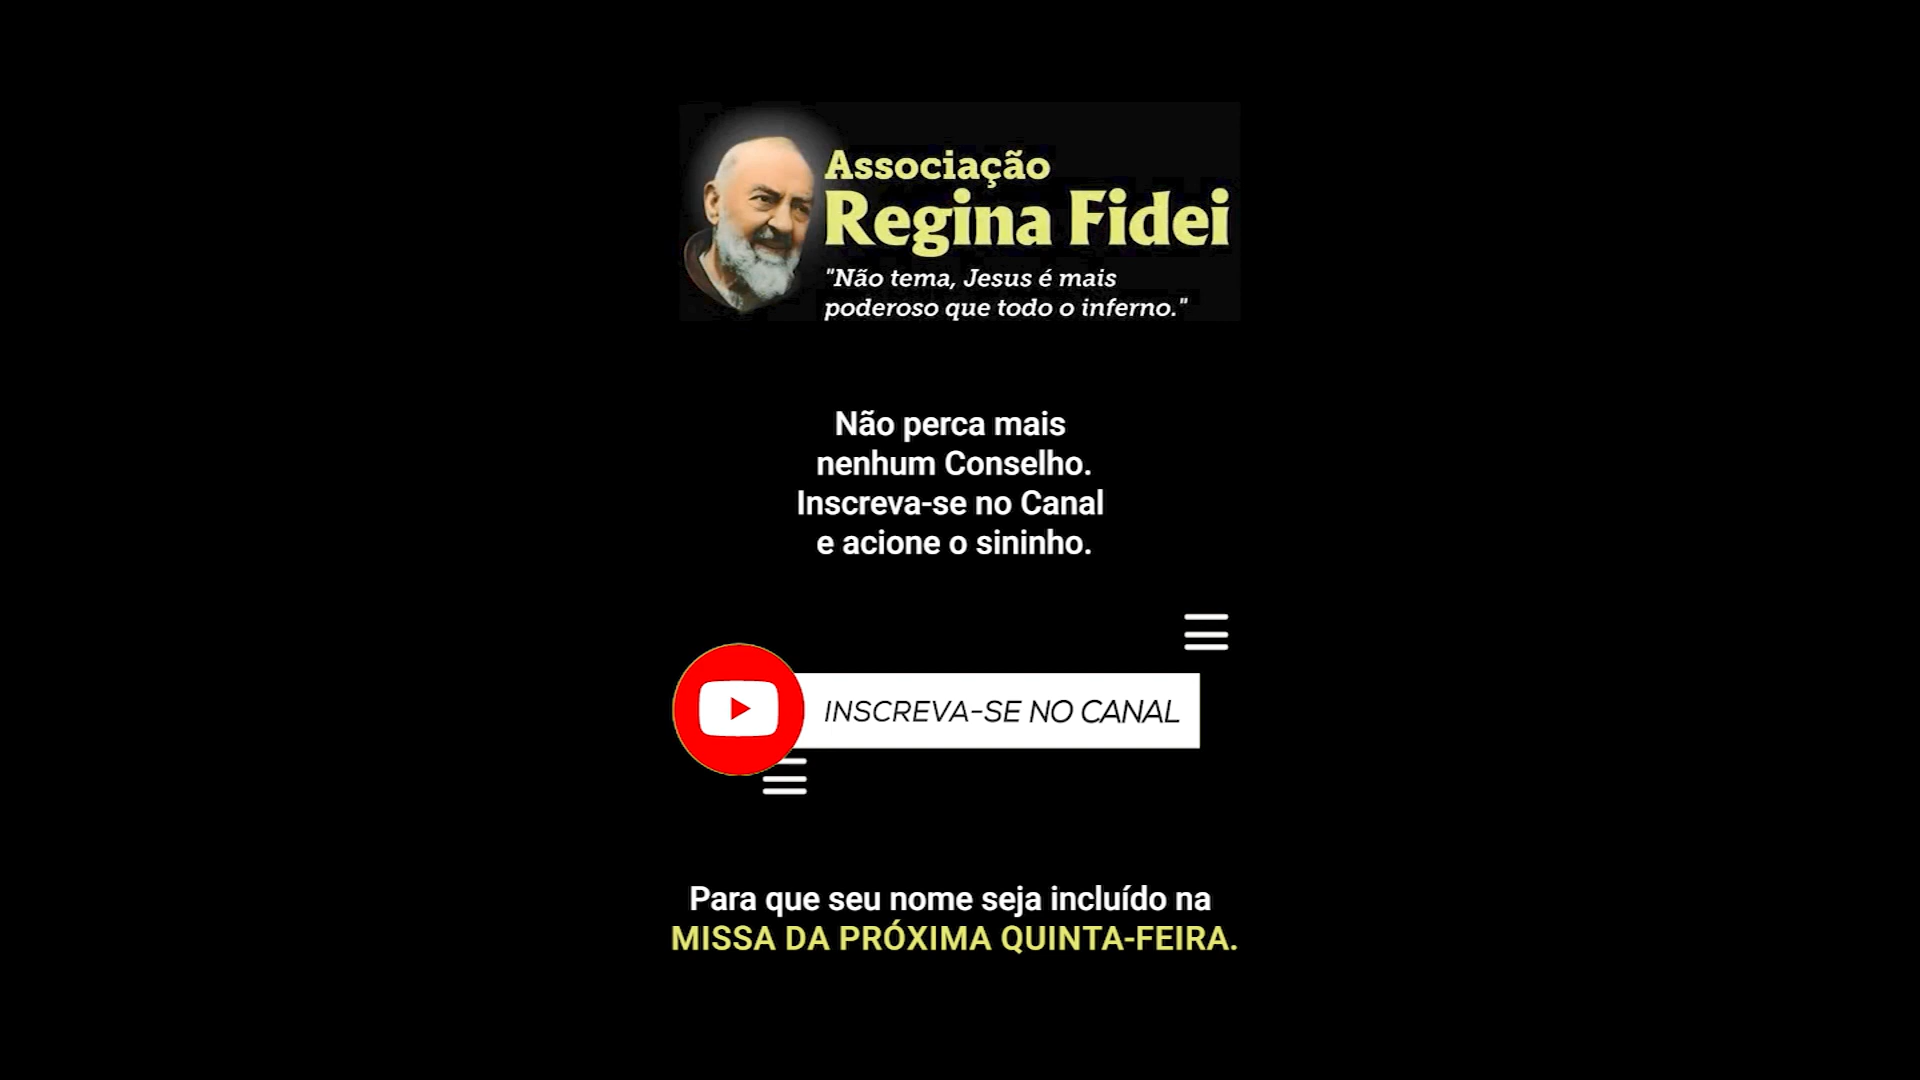 Associação
Regina Fidei
"Não tema, Jesus é mais
poderoso que todo o inferno."
Não perca mais
nenhum Conselho.
Inscreva-se no Canal
e acione o sininho.
INSCREVA-SE NO CANAL
Para que seu nome seja incluído na
MISSA DA PRÓXIMA QUINTA-FEIRA.